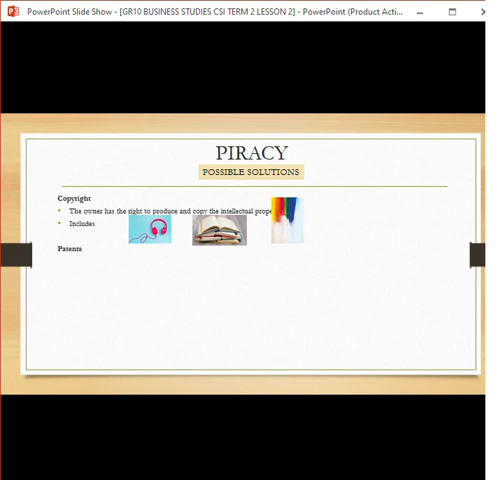 PowerPoint Slide Show - [GR10 BUSINESS STUDIES CSI TERM 2 LESSON 2] - PowerPoint (Product Acti...
PIRACY
POSSIBLE SOLUTIONS
Copyright
• The owner has the right to produce and copy the intellectual prope
• Includes
Patents